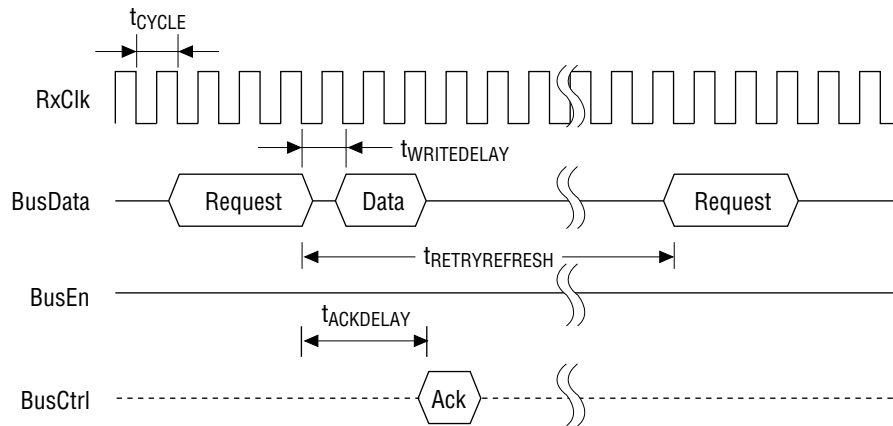 tCYCLE
RxClk
tWRITEDELAY
BusData Request Data Request
tRETRYREFRESH
BusEn
tACKDELAY
BusCtrl Ack